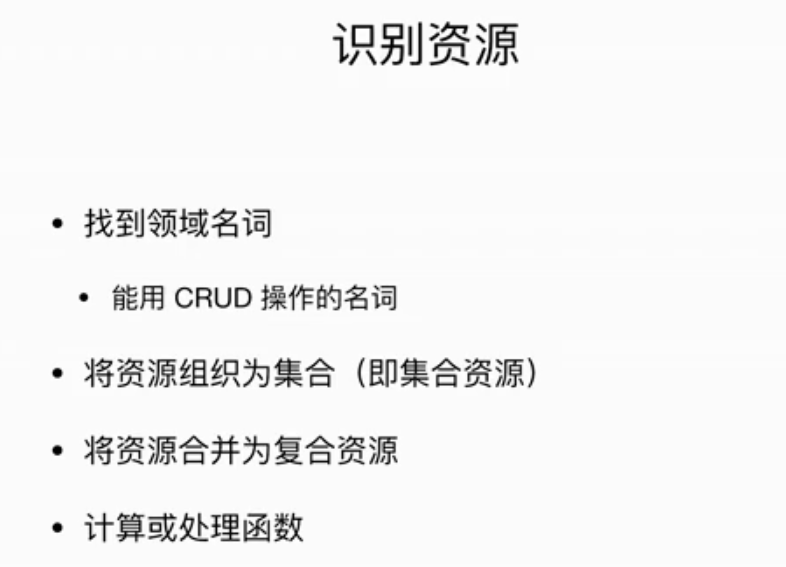 识别资源
• 找到领域名词
• 能用 CRUD 操作的名词
• 将资源组织为集合（即集合资源）
• 将资源合并为复合资源
• 计算或处理函数